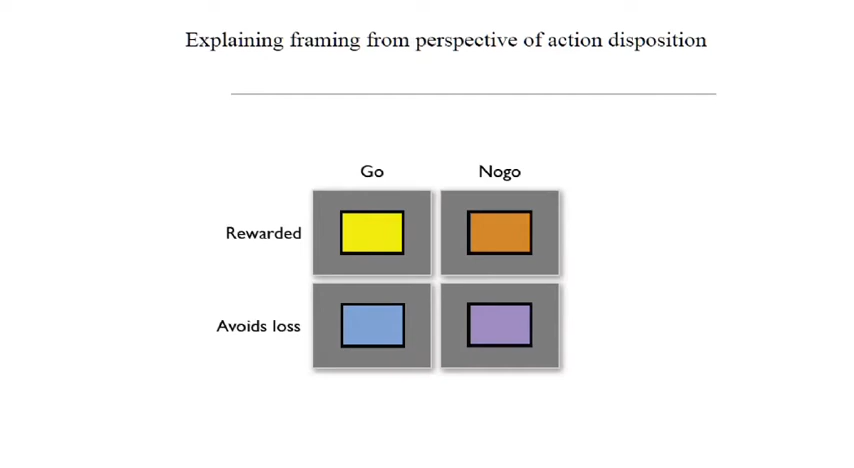 Explaining framing from perspective of action disposition
Go Nogo
Rewarded
Avoids loss